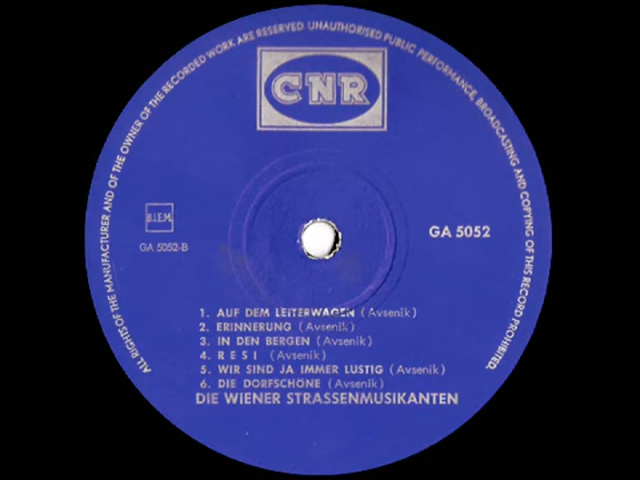 ALL RIGHTS OF THE MANUFACTURER AND OF THE OWNER OF THE RECORDED WORK ARE RESERVED UNAUTHORISED PUBLIC PERFORMANCE, BROADCASTING AND COPYING OF THIS RECORD PROHIBITED.
CNR
B.I.E.M.
GA 5052-B
GA 5052
1. AUF DEM LEITERWAGEN (Avsenik)
2. ERINNERUNG (Avsenik)
3. IN DEN BERGEN (Avsenik)
4. R E S I (Avsenik)
5. WIR SIND JA IMMER LUSTIG (Avsenik)
6. DIE DORFSCHÖNE (Avsenik)
DIE WIENER STRASSENMUSIKANTEN